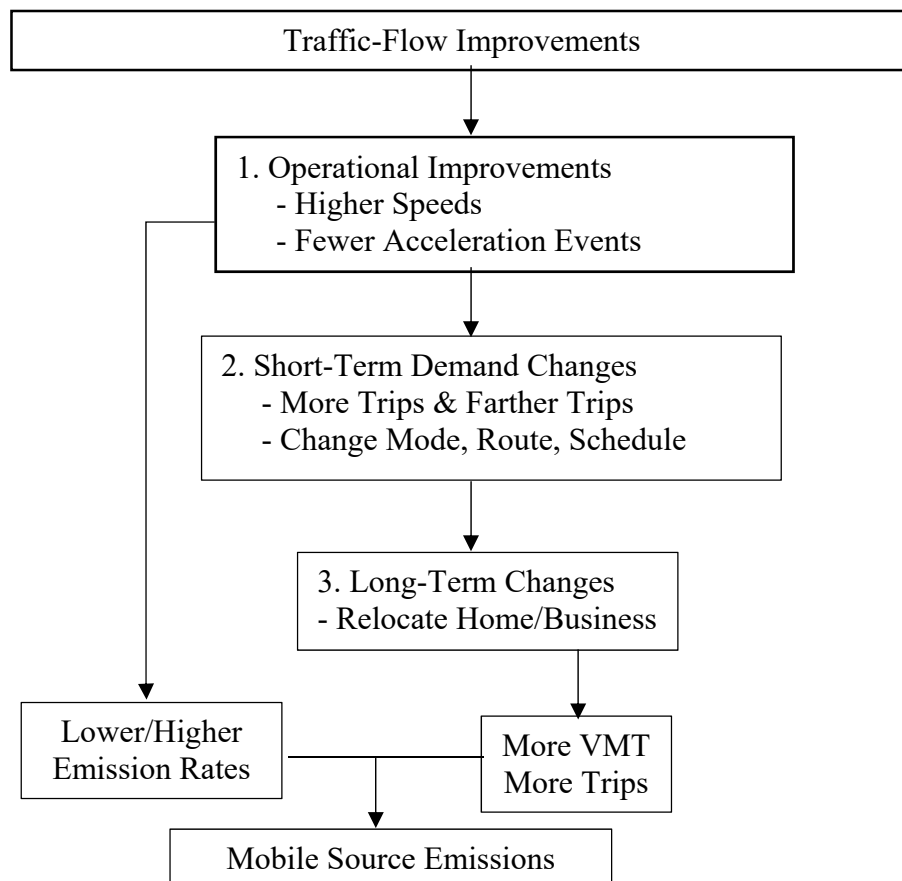 Traffic-Flow Improvements
1. Operational Improvements
- Higher Speeds
- Fewer Acceleration Events
2. Short-Term Demand Changes
- More Trips & Farther Trips
- Change Mode, Route, Schedule
3. Long-Term Changes
- Relocate Home/Business
Lower/Higher
Emission Rates
More VMT
More Trips
Mobile Source Emissions